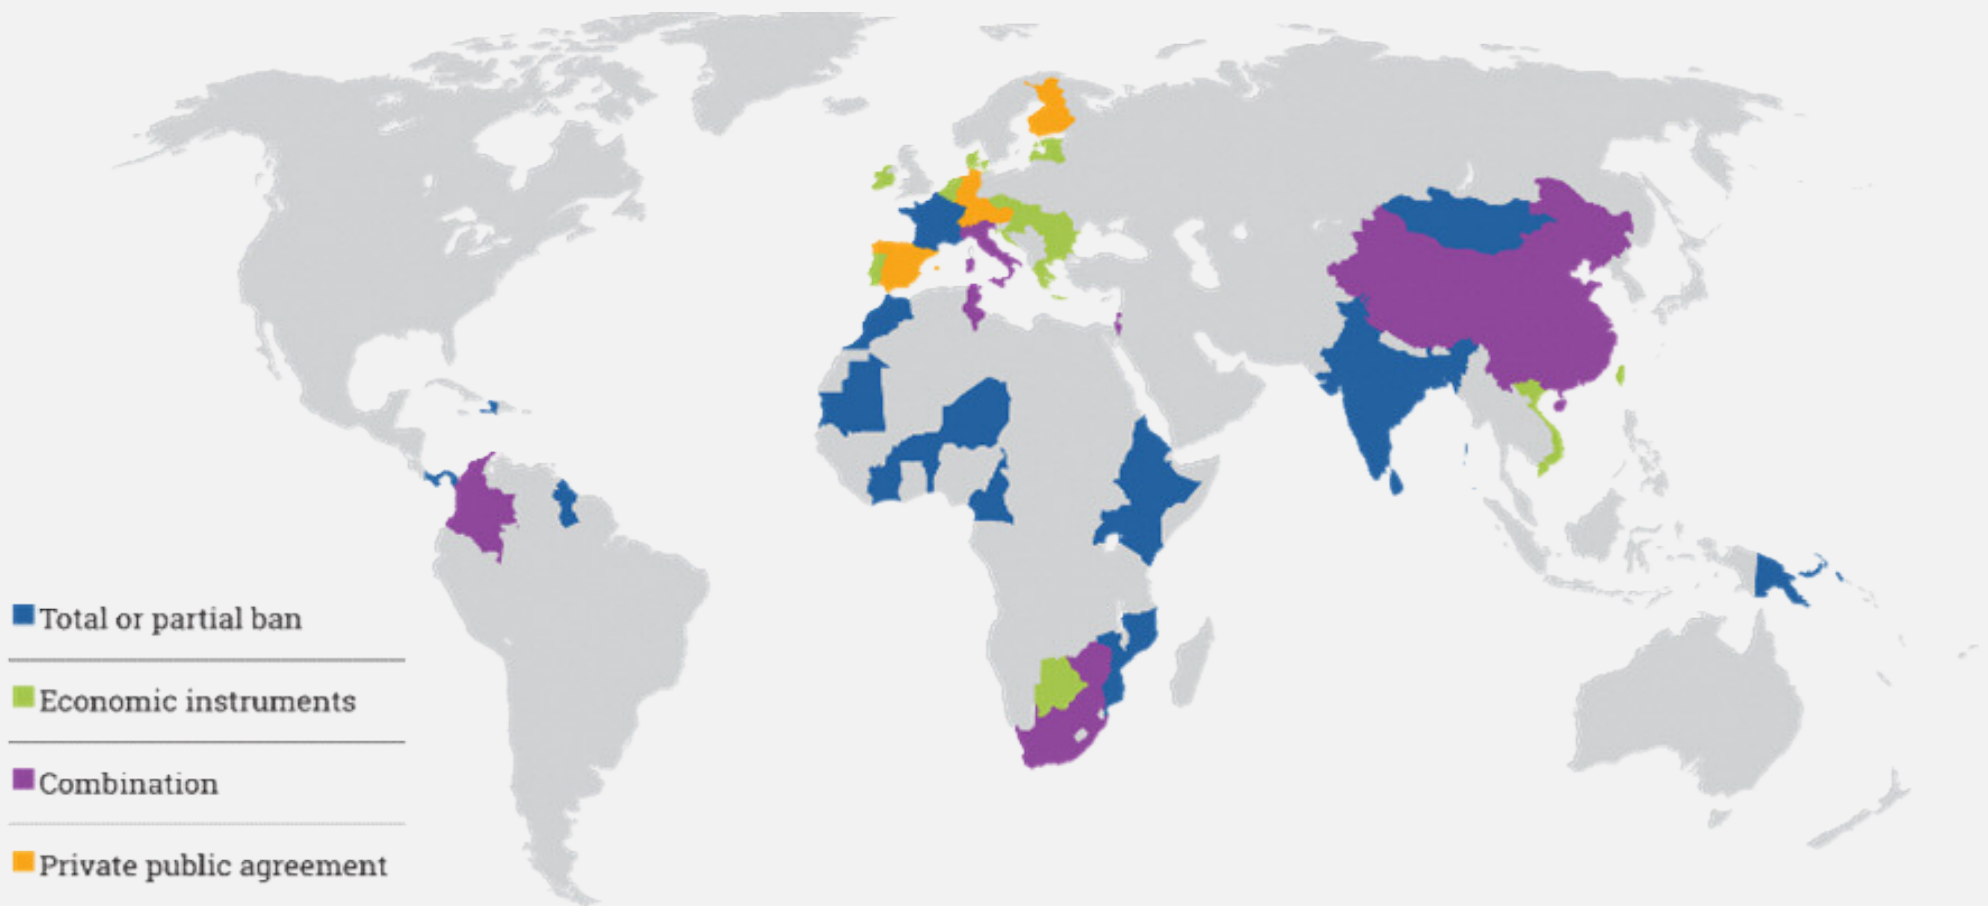 Total or partial ban
Economic instruments
Combination
Private public agreement